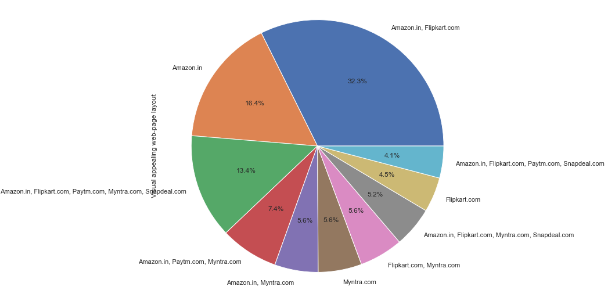 Amazon.in, Flipkart.com
32.3%
Amazon.in
16.4%
Visual appealing web-page layout
13.4%
Amazon.in, Flipkart.com, Paytm.com, Myntra.com, Snapdeal.com
7.4%
Amazon.in, Paytm.com, Myntra.com
5.6%
Amazon.in, Myntra.com
5.6%
Myntra.com
5.6%
Flipkart.com, Myntra.com
5.2%
Amazon.in, Flipkart.com, Myntra.com, Snapdeal.com
4.5%
Flipkart.com
4.1%
Amazon.in, Flipkart.com, Paytm.com, Snapdeal.com